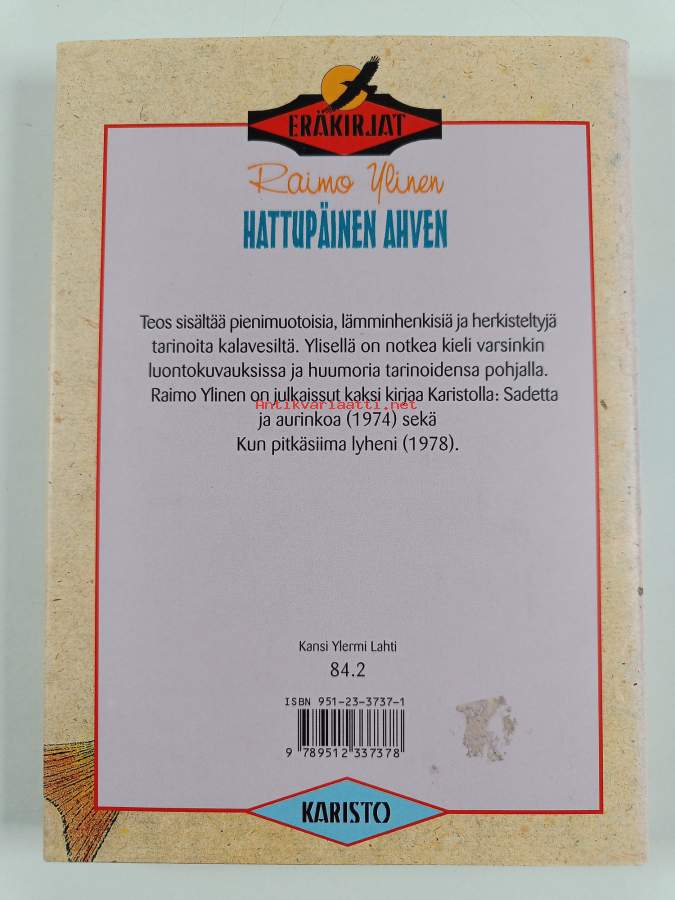 ERÄKIRJAT
Raimo Ylinen
HATTUPÄINEN AHVEN
Teos sisältää pienimuotoisia, lämminhenkisiä ja herkisteltyjä
tarinoita kalavesiltä. Ylisellä on notkea kieli varsinkin
luontokuvauksissa ja huumoria tarinoidensa pohjalla.
Raimo Ylinen on julkaissut kaksi kirjaa Karistolla: Sadetta
Antikvariaatti.net
ja aurinkoa (1974) sekä
Kun pitkäsiima lyheni (1978).
Kansi Ylermi Lahti
84.2
ISBN 951-23-3737-1
9 789512 337378
KARISTO